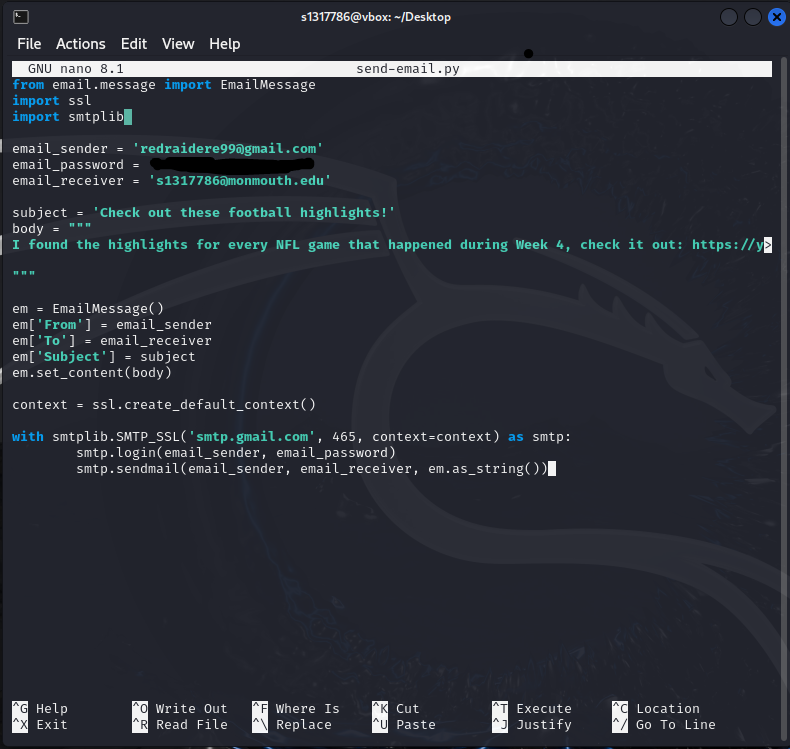 s1317786@vbox: ~/Desktop
File Actions Edit View Help
GNU nano 8.1 send-email.py
from email.message import EmailMessage
import ssl
import smtplib
email_sender = 'redraidere99@gmail.com'
email_password =
email_receiver = 's1317786@monmouth.edu'
subject = 'Check out these football highlights!'
body = """
I found the highlights for every NFL game that happened during Week 4, check it out: https://y>
"""
em = EmailMessage()
em['From'] = email_sender
em['To'] = email_receiver
em['Subject'] = subject
em.set_content(body)
context = ssl.create_default_context()
with smtplib.SMTP_SSL('smtp.gmail.com', 465, context=context) as smtp:
smtp.login(email_sender, email_password)
smtp.sendmail(email_sender, email_receiver, em.as_string())
^G Help ^O Write Out ^F Where Is ^K Cut ^T Execute ^C Location
^X Exit ^R Read File ^\ Replace ^U Paste ^J Justify ^/ Go To Line